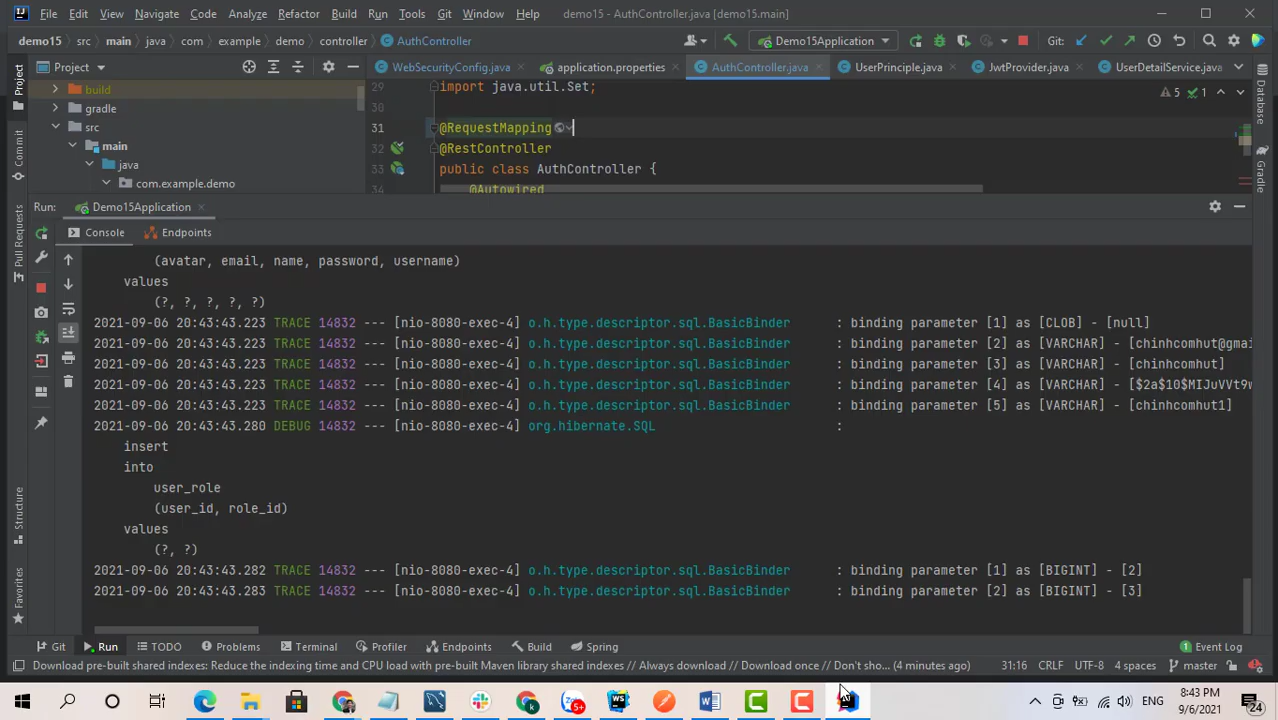 File Edit View Navigate Code Analyze Refactor Build Run Tools Git Window Help demo15 - AuthController.java [demo15.main]
demo15 src main java com example demo controller AuthController Demo15Application Git:
Project WebSecurityConfig.java application.properties AuthController.java UserPrinciple.java JwtProvider.java UserDetailService.java
build
gradle
src
main
java
com.example.demo
29 import java.util.Set;
30
31 @RequestMapping
@RestController
33 public class AuthController {
34 @Autowired
5 1
Project
Commit
Pull Requests
Structure
Favorites
Database
Gradle
Run: Demo15Application
Console Endpoints
(avatar, email, name, password, username)
values
(?, ?, ?, ?, ?)
2021-09-06 20:43:43.223 TRACE 14832 --- [nio-8080-exec-4] o.h.type.descriptor.sql.BasicBinder : binding parameter [1] as [CLOB] - [null]
2021-09-06 20:43:43.223 TRACE 14832 --- [nio-8080-exec-4] o.h.type.descriptor.sql.BasicBinder : binding parameter [2] as [VARCHAR] - [chinhcomhut@gmai
2021-09-06 20:43:43.223 TRACE 14832 --- [nio-8080-exec-4] o.h.type.descriptor.sql.BasicBinder : binding parameter [3] as [VARCHAR] - [chinhcomhut]
2021-09-06 20:43:43.223 TRACE 14832 --- [nio-8080-exec-4] o.h.type.descriptor.sql.BasicBinder : binding parameter [4] as [VARCHAR] - [$2a$10$MIJuVVt9w
2021-09-06 20:43:43.223 TRACE 14832 --- [nio-8080-exec-4] o.h.type.descriptor.sql.BasicBinder : binding parameter [5] as [VARCHAR] - [chinhcomhut1]
2021-09-06 20:43:43.280 DEBUG 14832 --- [nio-8080-exec-4] org.hibernate.SQL :
insert
into
user_role
(user_id, role_id)
values
(?, ?)
2021-09-06 20:43:43.282 TRACE 14832 --- [nio-8080-exec-4] o.h.type.descriptor.sql.BasicBinder : binding parameter [1] as [BIGINT] - [2]
2021-09-06 20:43:43.283 TRACE 14832 --- [nio-8080-exec-4] o.h.type.descriptor.sql.BasicBinder : binding parameter [2] as [BIGINT] - [3]
Git Run TODO Problems Terminal Profiler Endpoints Build Spring 1 Event Log
Download pre-built shared indexes: Reduce the indexing time and CPU load with pre-built Maven library shared indexes // Always download // Download once // Don't sho... (4 minutes ago) 31:16 CRLF UTF-8 4 spaces master
ENG 8:43 PM
9/6/2021 24